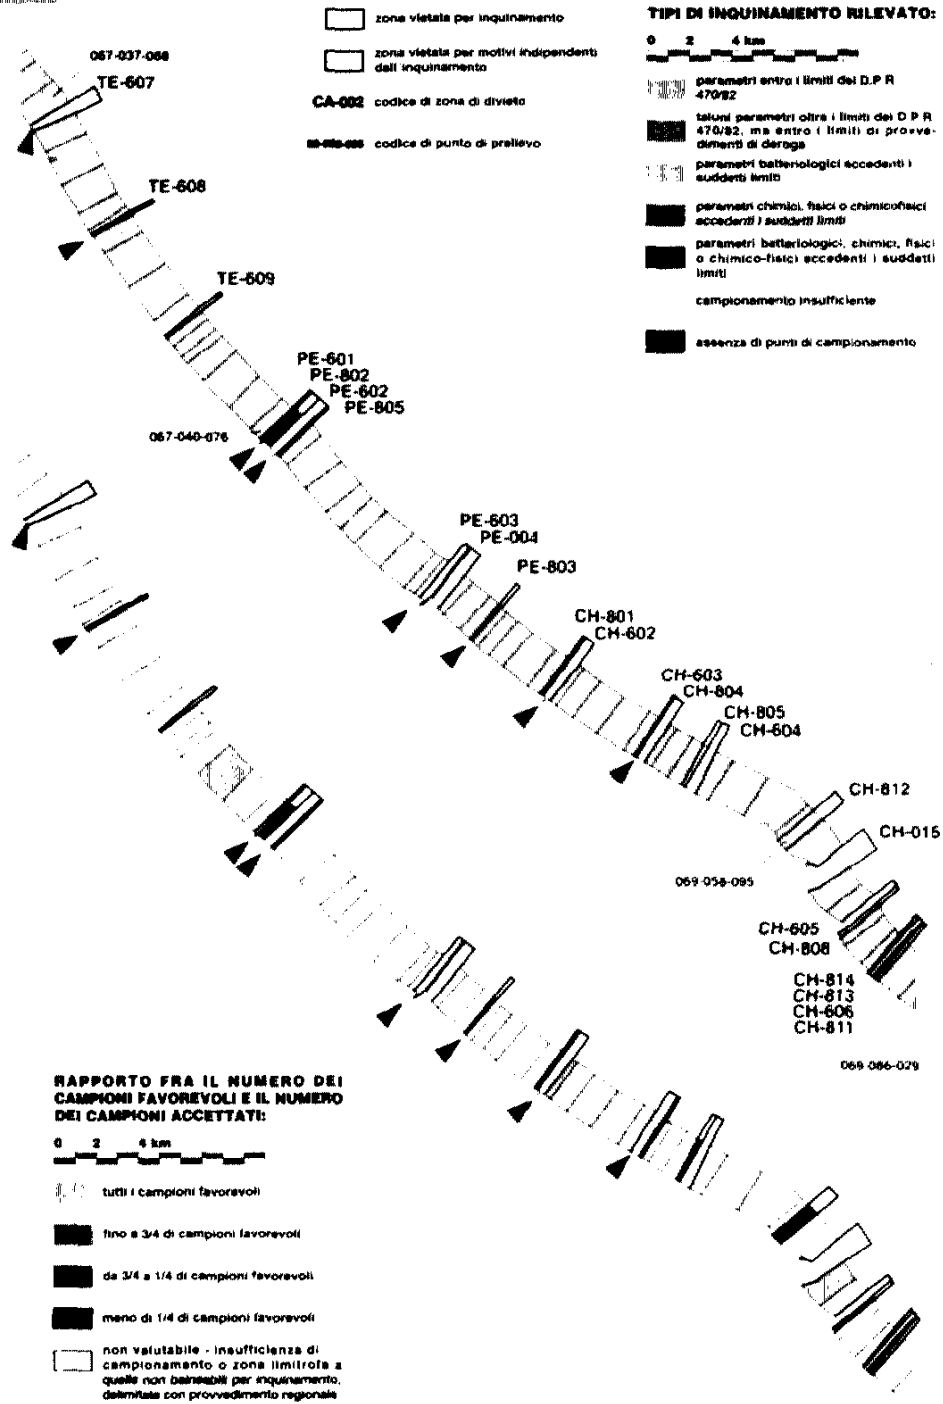 zona vietata per inquinamento
zona vietata per motivi indipendenti
dall'inquinamento
CA-002 codice di zona di divieto
codice di punto di prelievo
TIPI DI INQUINAMENTO RILEVATO:
0 2 4 km
parametri entro i limiti del D.P R
470/82
taluni parametri oltre i limiti del D P R
470/82, ma entro i limiti di provve-
dimenti di deroga
parametri batteriologici eccedenti i
suddetti limiti
parametri chimici, fisici o chimicofisici
eccedenti i suddetti limiti
parametri batteriologici, chimici, fisici
o chimico-fisici eccedenti i suddetti
limiti
campionamento insufficiente
assenza di punti di campionamento
067-037-068
TE-607
TE-608
TE-609
PE-601
PE-802
PE-602
PE-805
067-040-076
PE-603
PE-004
PE-803
CH-801
CH-602
CH-603
CH-804
CH-805
CH-604
CH-812
CH-015
069-058-095
CH-605
CH-808
CH-814
CH-813
CH-606
CH-811
069-086-029
RAPPORTO FRA IL NUMERO DEI
CAMPIONI FAVOREVOLI E IL NUMERO
DEI CAMPIONI ACCETTATI:
0 2 4 km
tutti i campioni favorevoli
fino a 3/4 di campioni favorevoli
da 3/4 a 1/4 di campioni favorevoli
meno di 1/4 di campioni favorevoli
non valutabile - insufficienza di
campionamento o zona limitrofa a
quelle non balneabili per inquinamento,
delimitate con provvedimento regionale